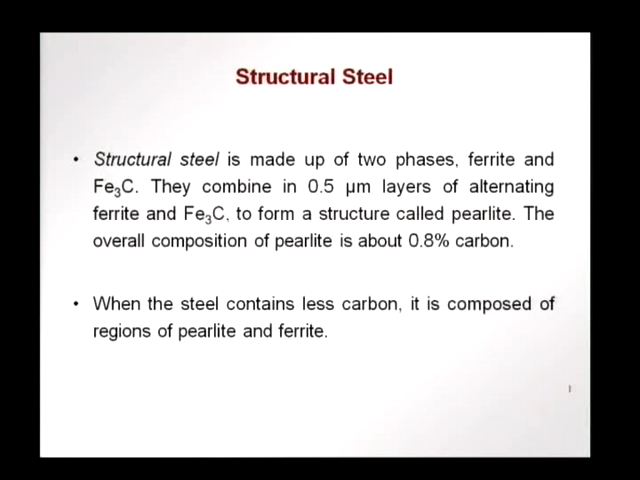 Structural Steel
• Structural steel is made up of two phases, ferrite and
Fe₃C. They combine in 0.5 μm layers of alternating
ferrite and Fe₃C, to form a structure called pearlite. The
overall composition of pearlite is about 0.8% carbon.
• When the steel contains less carbon, it is composed of
regions of pearlite and ferrite.